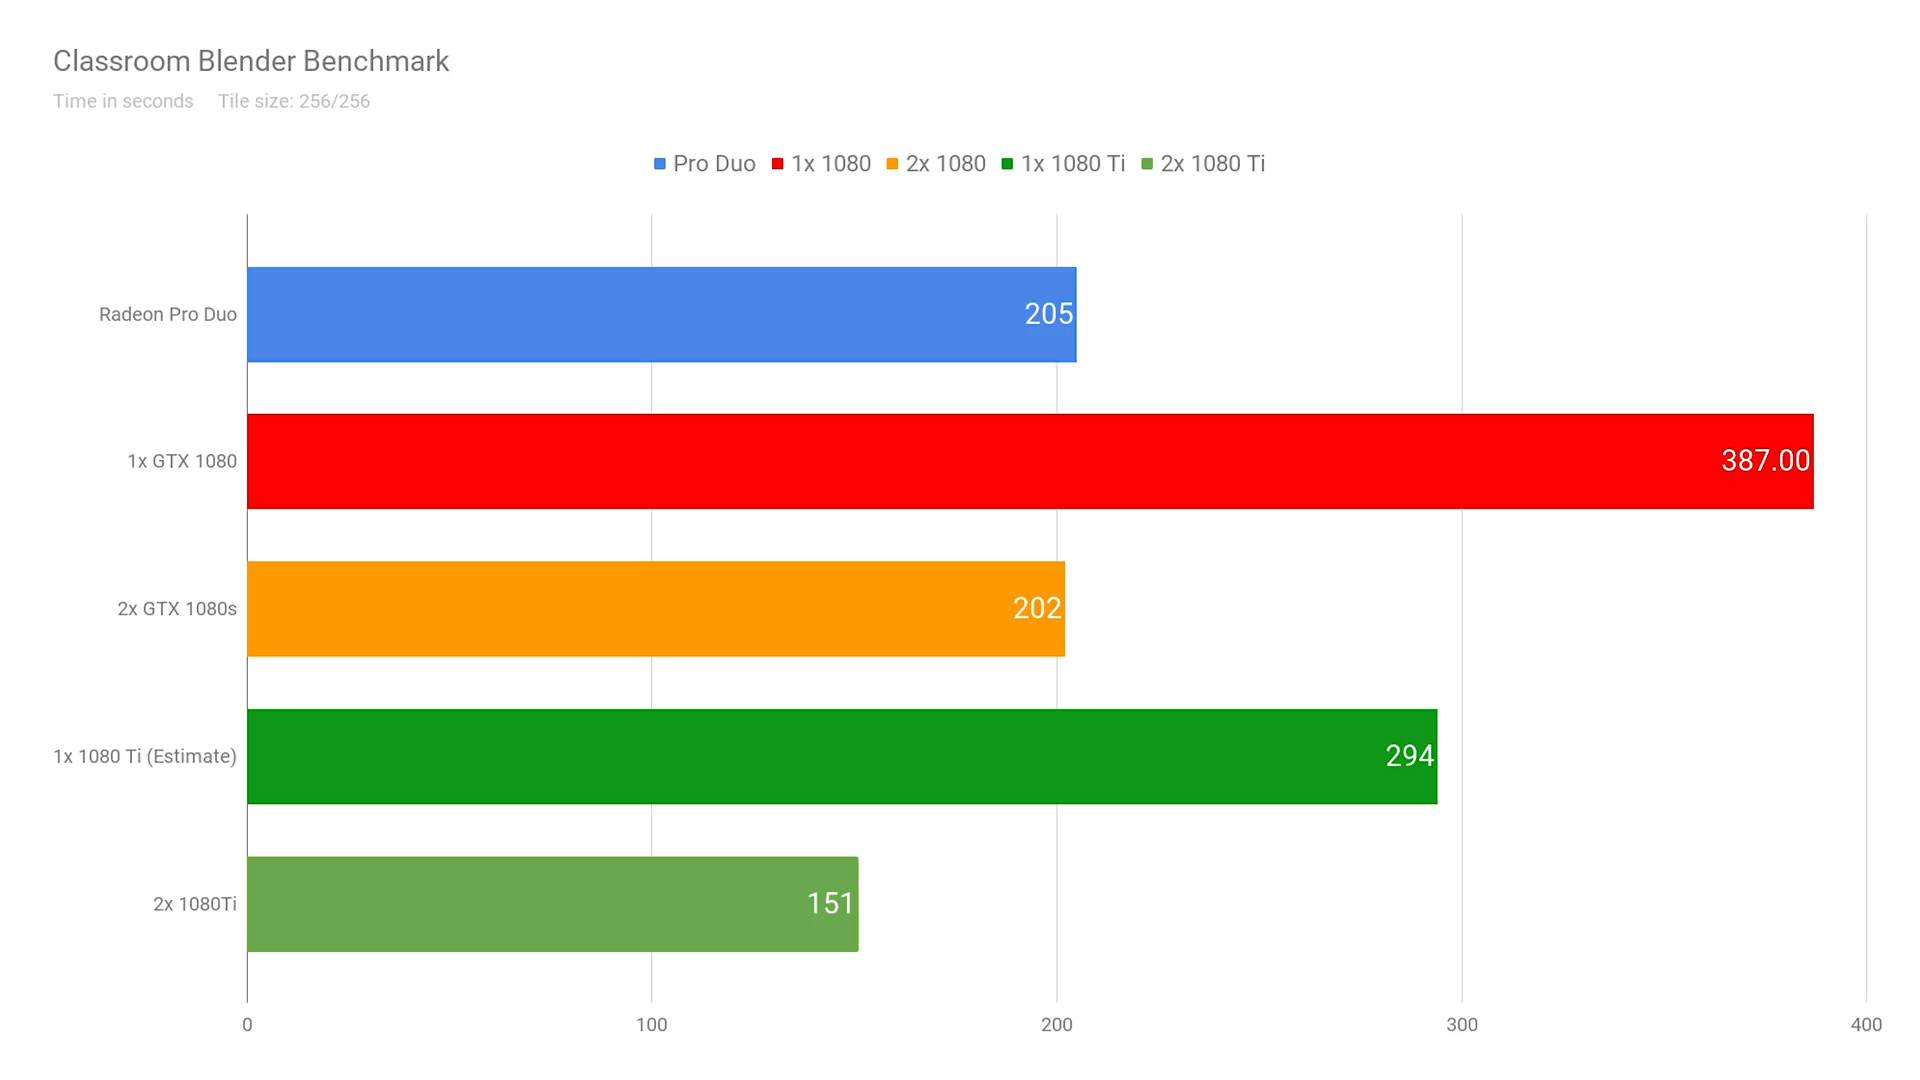 Classroom Blender Benchmark
Time in seconds Tile size: 256/256
Pro Duo 1x 1080 2x 1080 1x 1080 Ti 2x 1080 Ti
Radeon Pro Duo 205
1x GTX 1080 387.00
2x GTX 1080s 202
1x 1080 Ti (Estimate) 294
2x 1080Ti 151
0 100 200 300 400